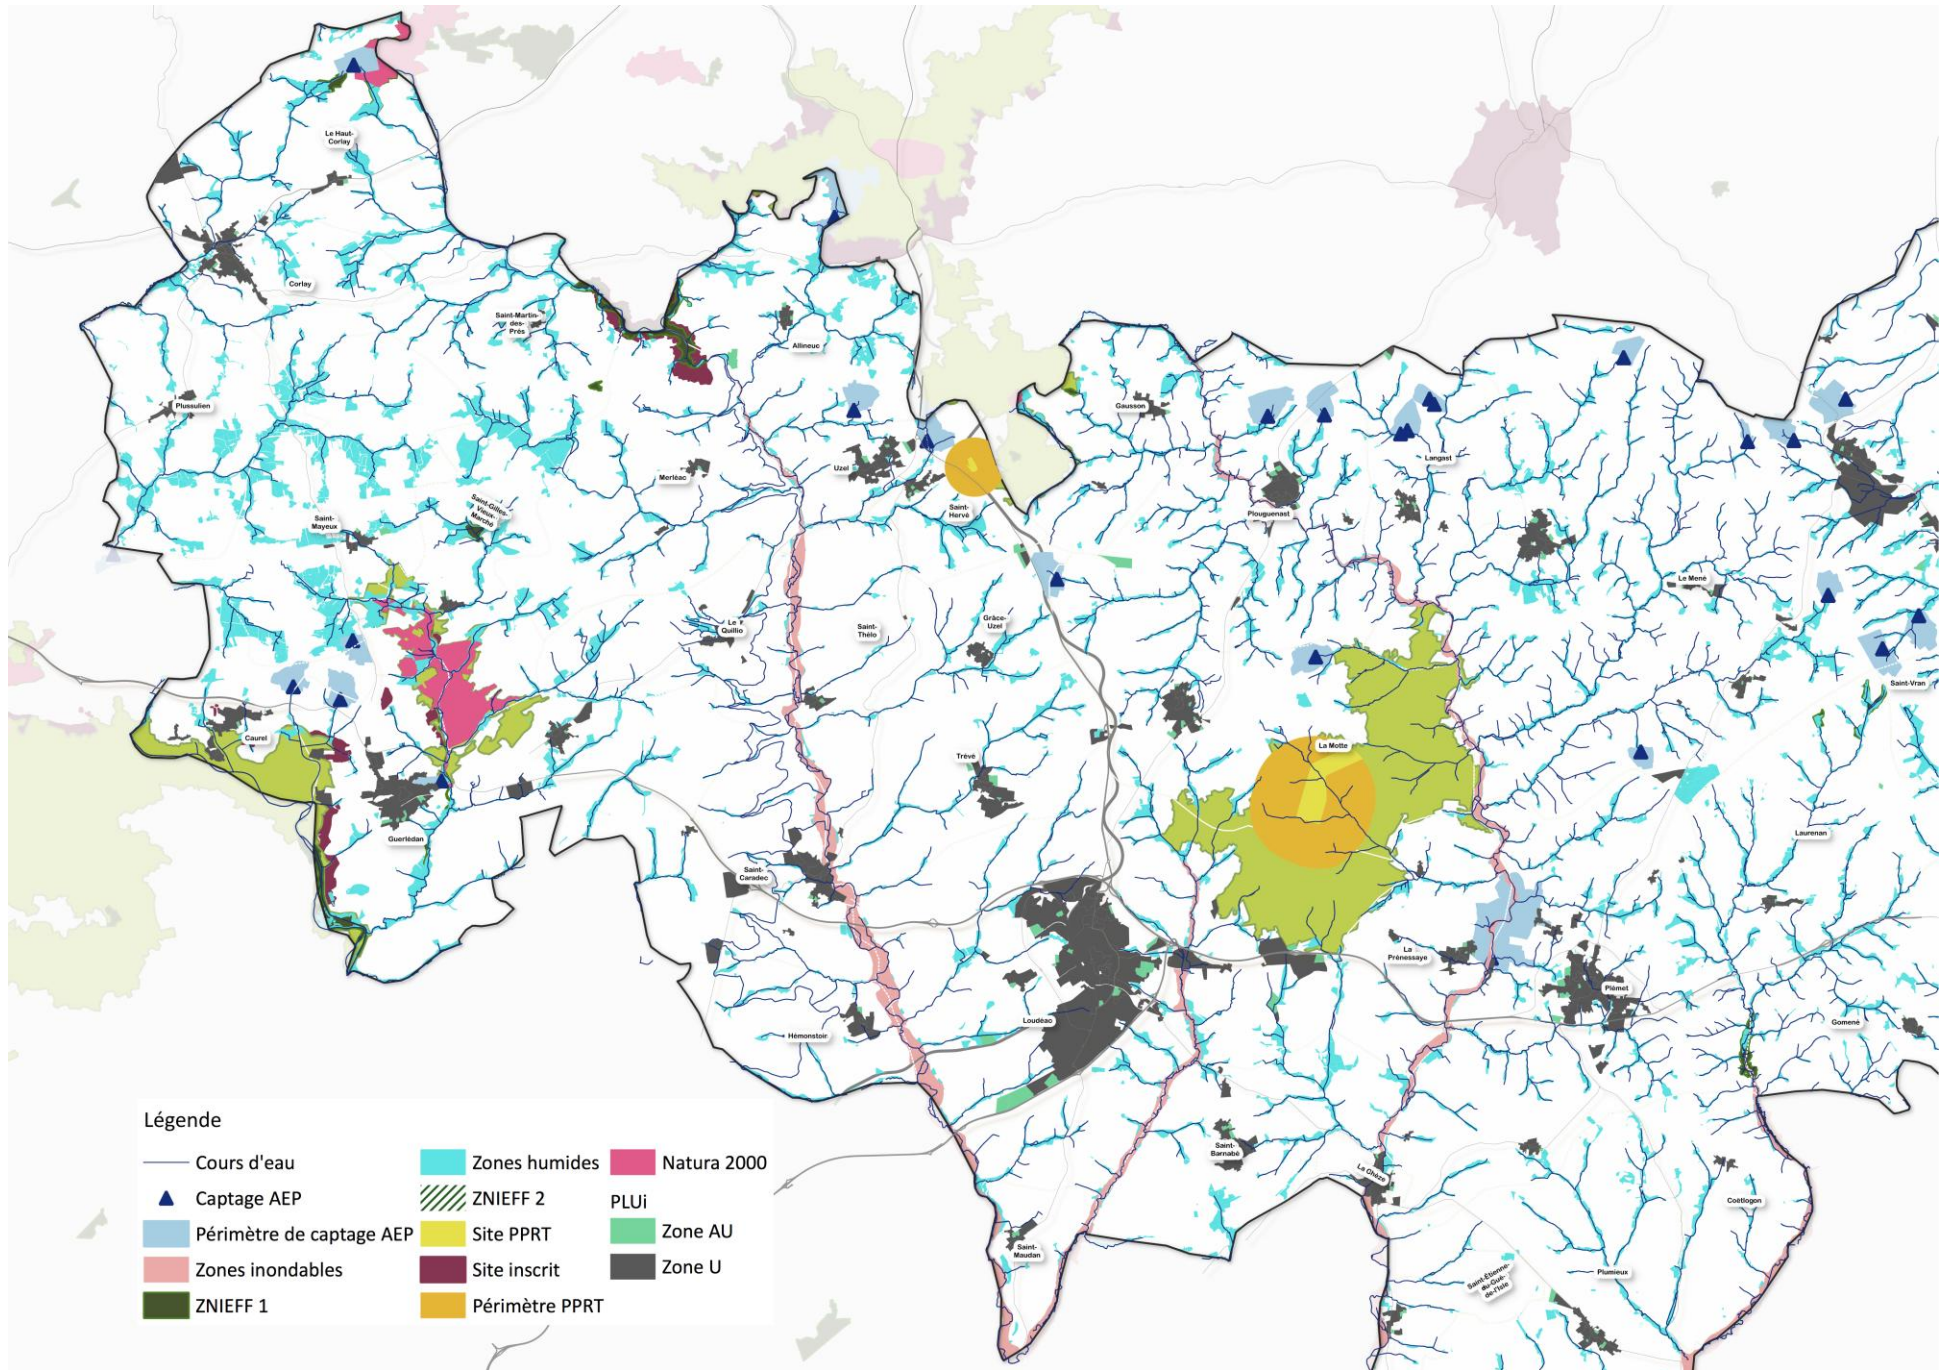 Le Haut-
Corlay
Corlay
Saint-Martin-
des-
Prés
Allineuc
Plussulien
Gausson
Uzel
Merléac
Langast
Saint-Gilles-
Vieux-
Marché
Saint-
Mayeux
Saint-
Hervé
Plouguenast
Le Mené
Le
Quillio
Saint-
Thélo
Grâce-
Uzel
Saint-Vran
Caurel
La Motte
Trévé
Guerlédan
Laurenan
Saint-
Caradec
La
Prénessaye
Plémet
Loudéac
Hémonstoir
Gomené
Saint-
Barnabé
La Chèze
Coëtlogon
Saint-
Maudan
Saint-Étienne-
du-Gué-
de-l'Isle
Plumieux
Légende
Cours d'eau
Captage AEP
Périmètre de captage AEP
Zones inondables
ZNIEFF 1
Zones humides
ZNIEFF 2
Site PPRT
Site inscrit
Périmètre PPRT
Natura 2000
PLUi
Zone AU
Zone U